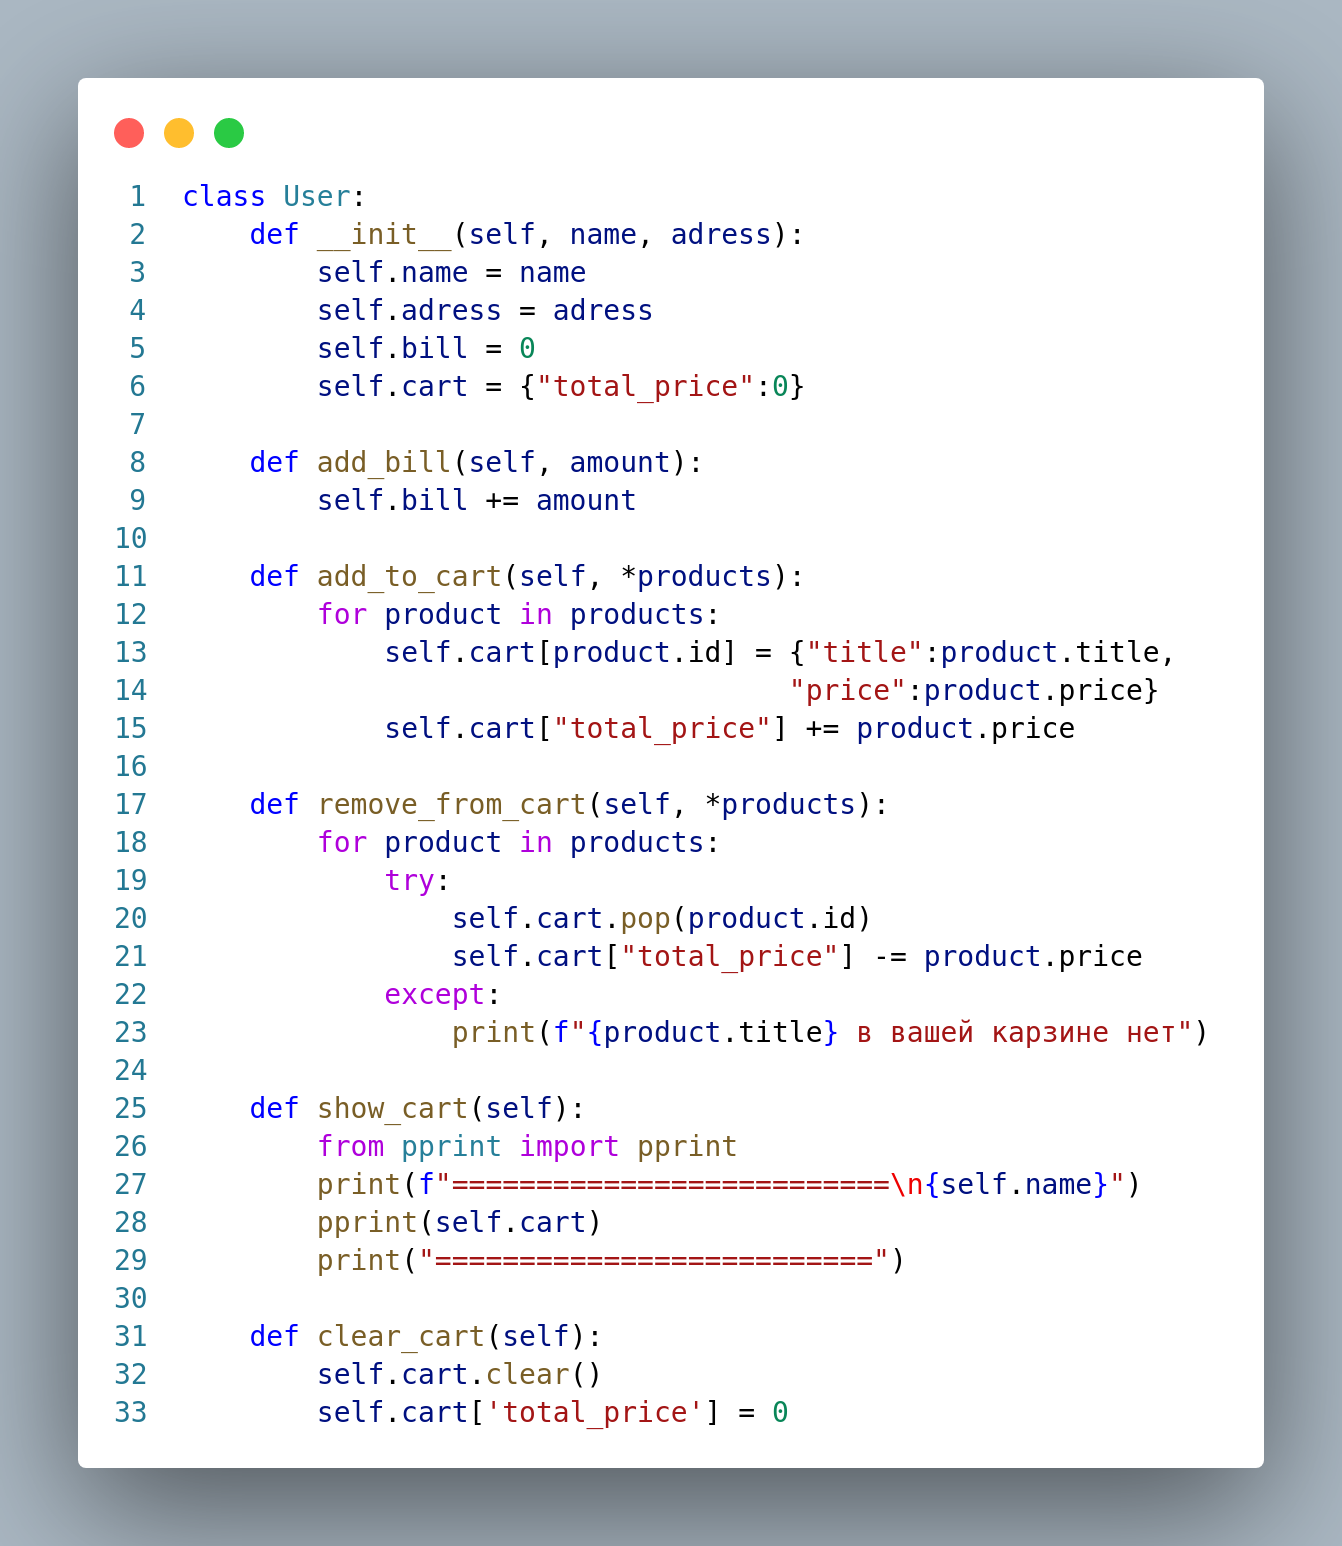 1 class User:
2     def __init__(self, name, adress):
3         self.name = name
4         self.adress = adress
5         self.bill = 0
6         self.cart = {"total_price":0}
7
8     def add_bill(self, amount):
9         self.bill += amount
10
11     def add_to_cart(self, *products):
12         for product in products:
13             self.cart[product.id] = {"title":product.title,
14                                     "price":product.price}
15             self.cart["total_price"] += product.price
16
17     def remove_from_cart(self, *products):
18         for product in products:
19             try:
20                 self.cart.pop(product.id)
21                 self.cart["total_price"] -= product.price
22             except:
23                 print(f"{product.title} в вашей карзине нет")
24
25     def show_cart(self):
26         from pprint import pprint
27         print(f"==========================\n{self.name}")
28         pprint(self.cart)
29         print("==========================")
30
31     def clear_cart(self):
32         self.cart.clear()
33         self.cart['total_price'] = 0